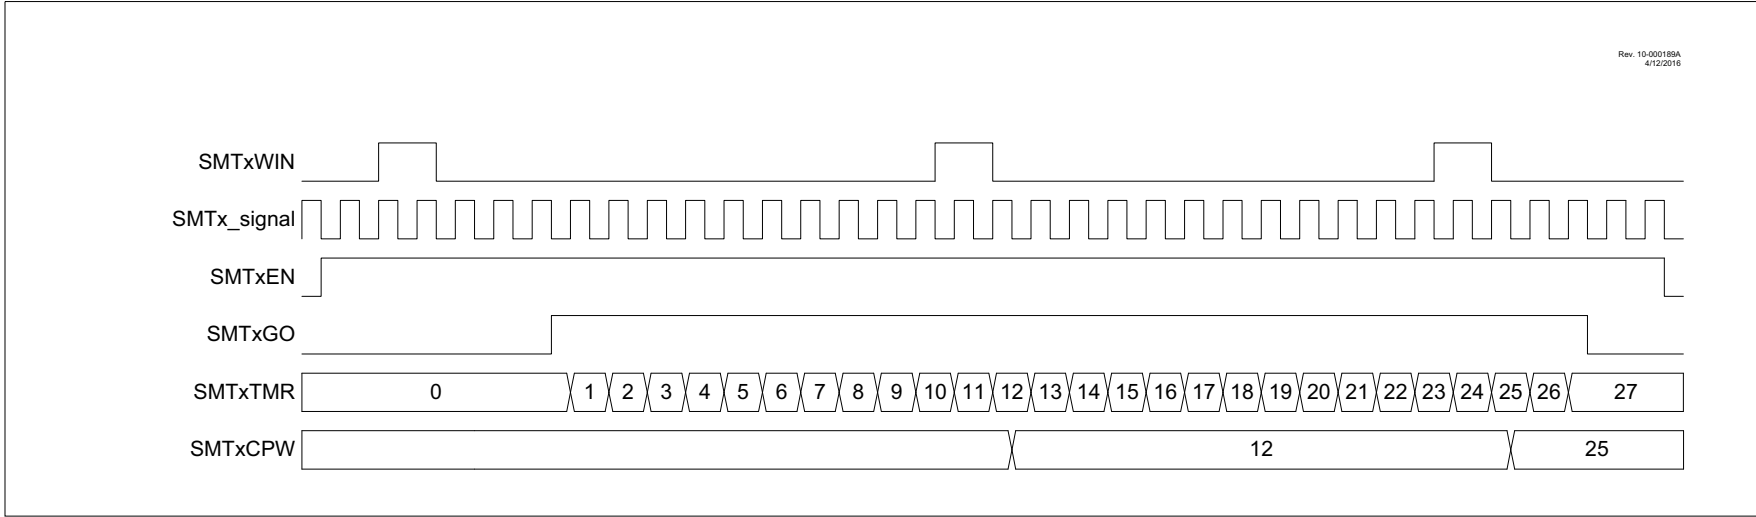 Rev. 10-000189A
4/12/2016
SMTxWIN
SMTx_signal
SMTxEN
SMTxGO
SMTxTMR 0 1 2 3 4 5 6 7 8 9 10 11 12 13 14 15 16 17 18 19 20 21 22 23 24 25 26 27
SMTxCPW 12 25